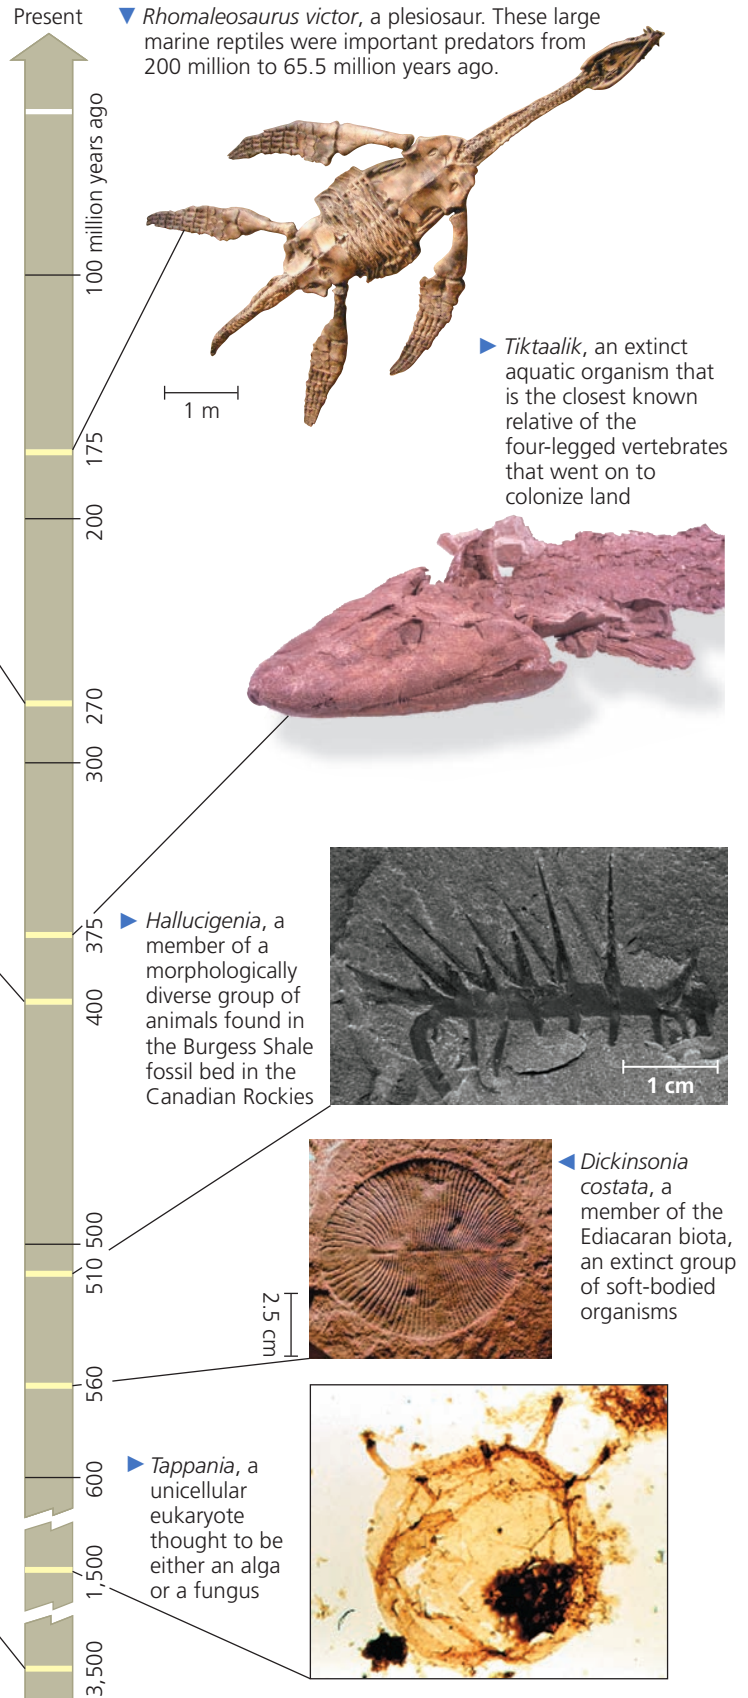 Present
▼ Rhomaleosaurus victor, a plesiosaur. These large
marine reptiles were important predators from
200 million to 65.5 million years ago.
100 million years ago
1 m
▶ Tiktaalik, an extinct
aquatic organism that
is the closest known
relative of the
four-legged vertebrates
that went on to
colonize land
175
200
270
300
375
▶ Hallucigenia, a
member of a
morphologically
diverse group of
animals found in
the Burgess Shale
fossil bed in the
Canadian Rockies
1 cm
400
500
510
◀ Dickinsonia
costata, a
member of the
Ediacaran biota,
an extinct group
of soft-bodied
organisms
2.5 cm
560
600
▶ Tappania, a
unicellular
eukaryote
thought to be
either an alga
or a fungus
1,500
3,500